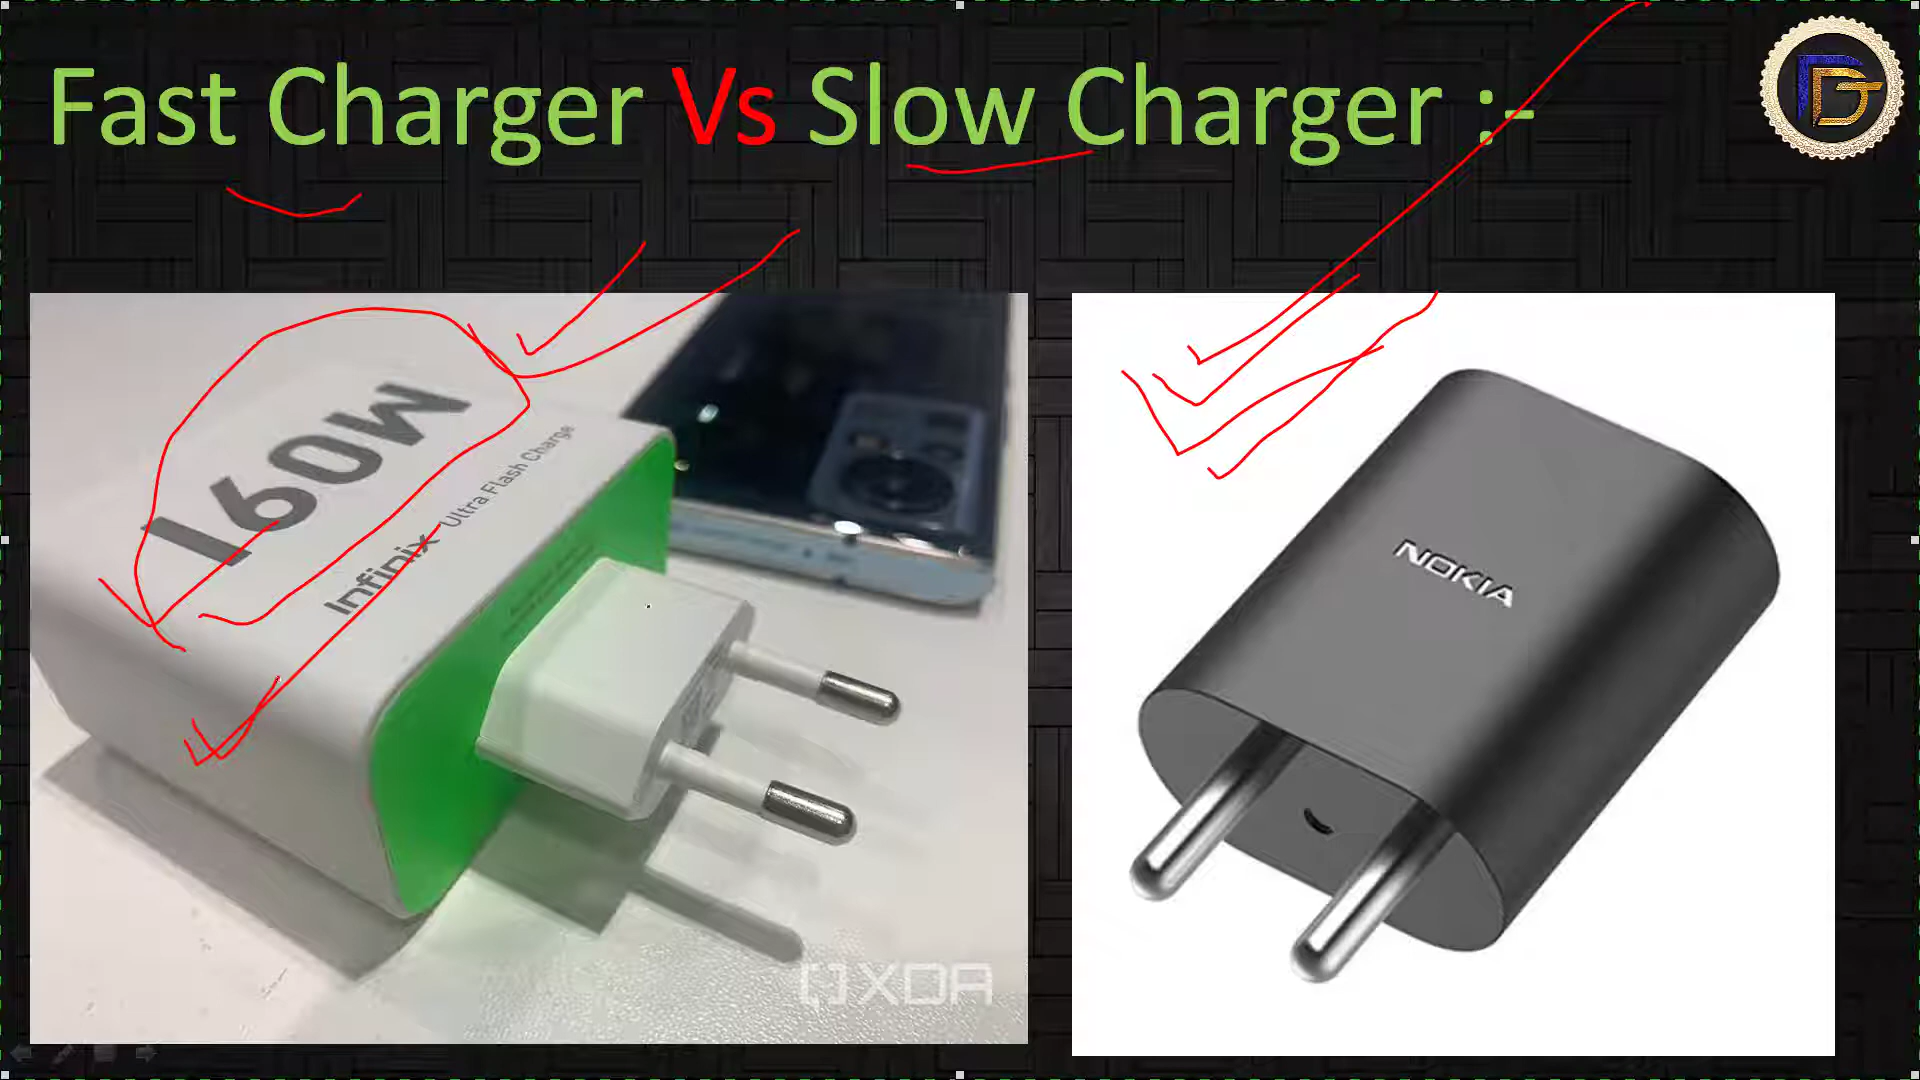 Fast Charger Vs Slow Charger :-
160W
Infinix Ultra Flash Charge
NOKIA
XDA